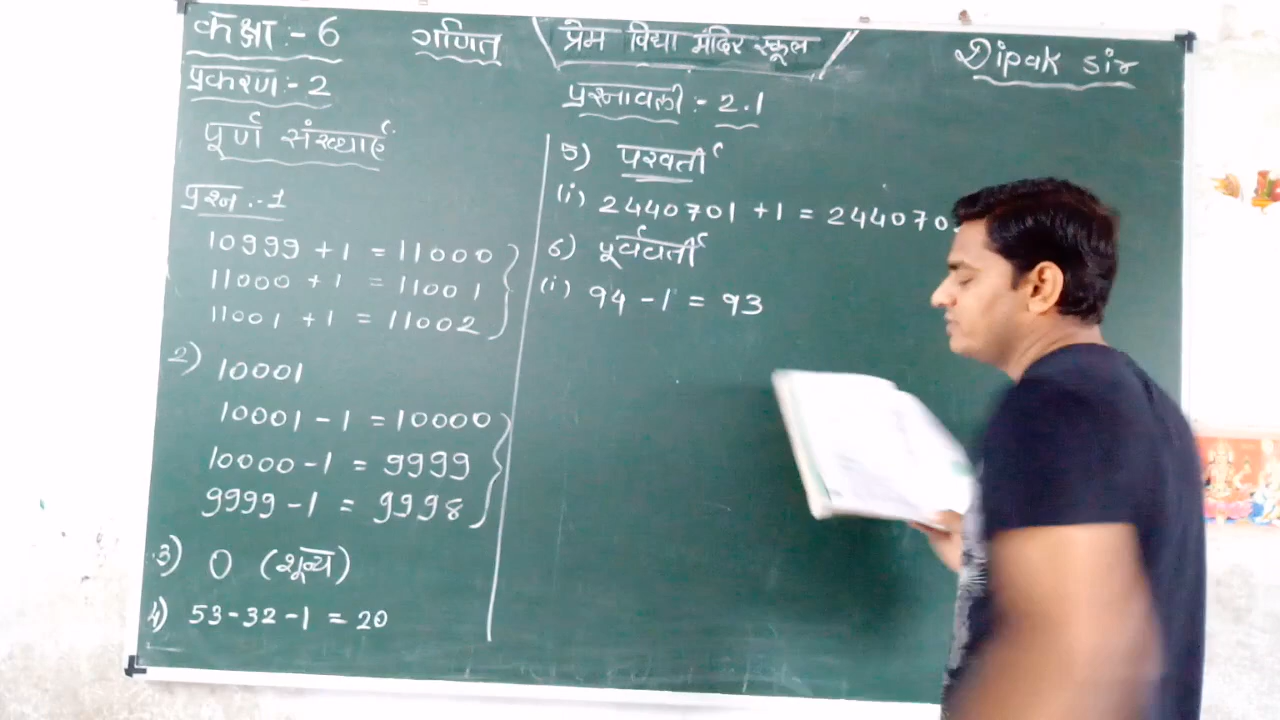 कक्षा :- 6
गणित
प्रेम विद्या मंदिर स्कूल
Dipak sir
प्रकरण :- 2
प्रश्नावली :- 2.1
पूर्ण संख्याएँ
प्रश्न :- 1
10999 + 1 = 11000
11000 + 1 = 11001
11001 + 1 = 11002
2) 10001
10001 - 1 = 10000
10000 - 1 = 9999
9999 - 1 = 9998
3) 0 (शून्य)
4) 53 - 32 - 1 = 20
5) परवर्ती
(i) 2440701 + 1 = 244070
6) पूर्ववर्ती
(i) 94 - 1 = 93